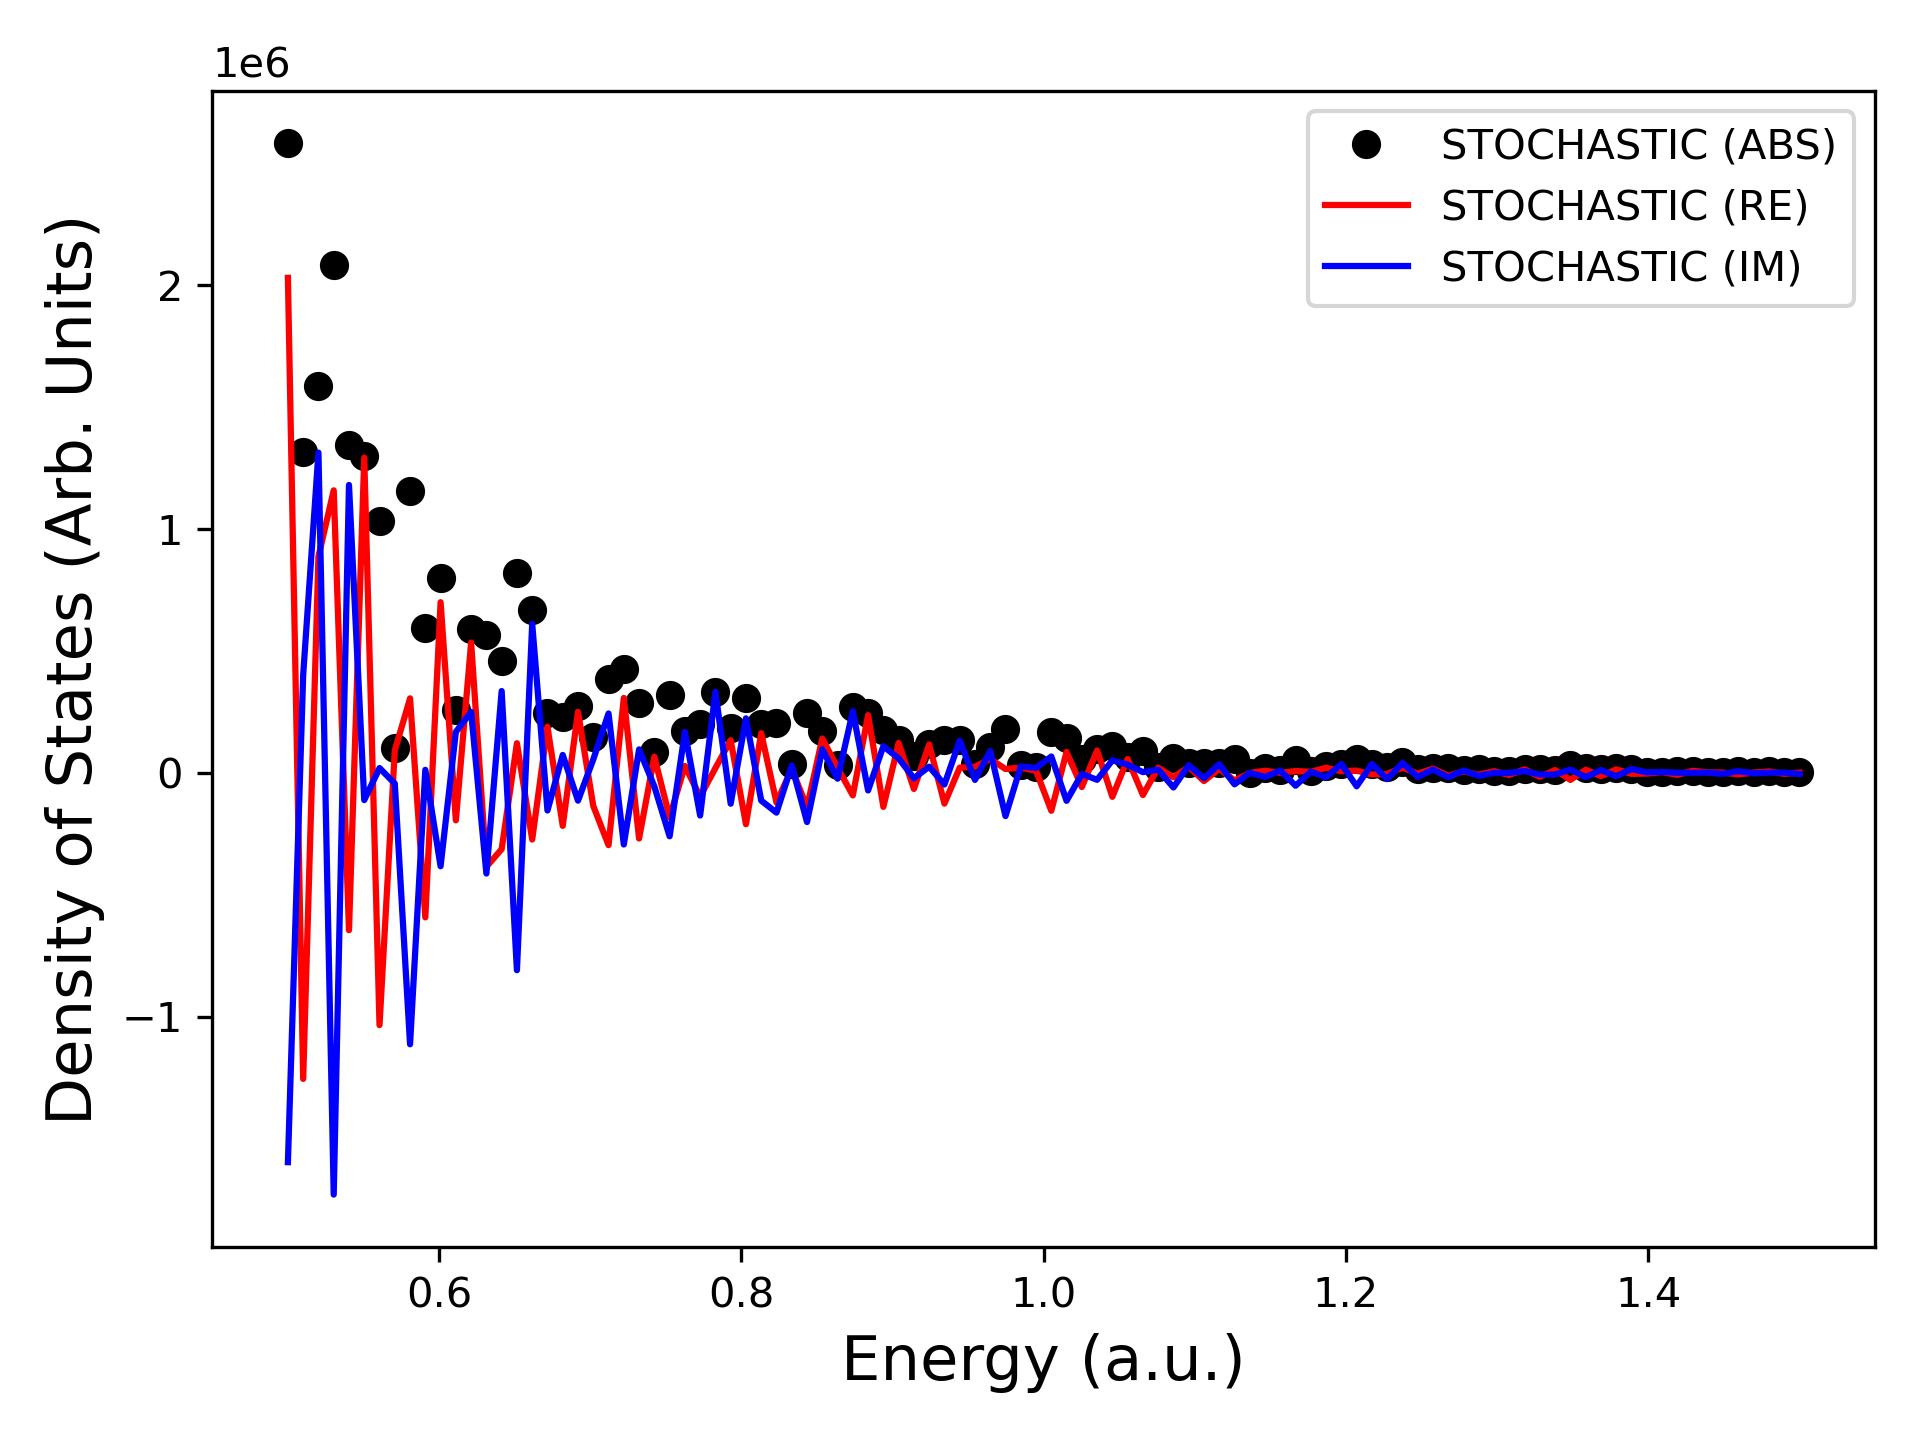 1e6
STOCHASTIC (ABS)
STOCHASTIC (RE)
STOCHASTIC (IM)
Density of States (Arb. Units)
2
1
0
−1
0.6 0.8 1.0 1.2 1.4
Energy (a.u.)